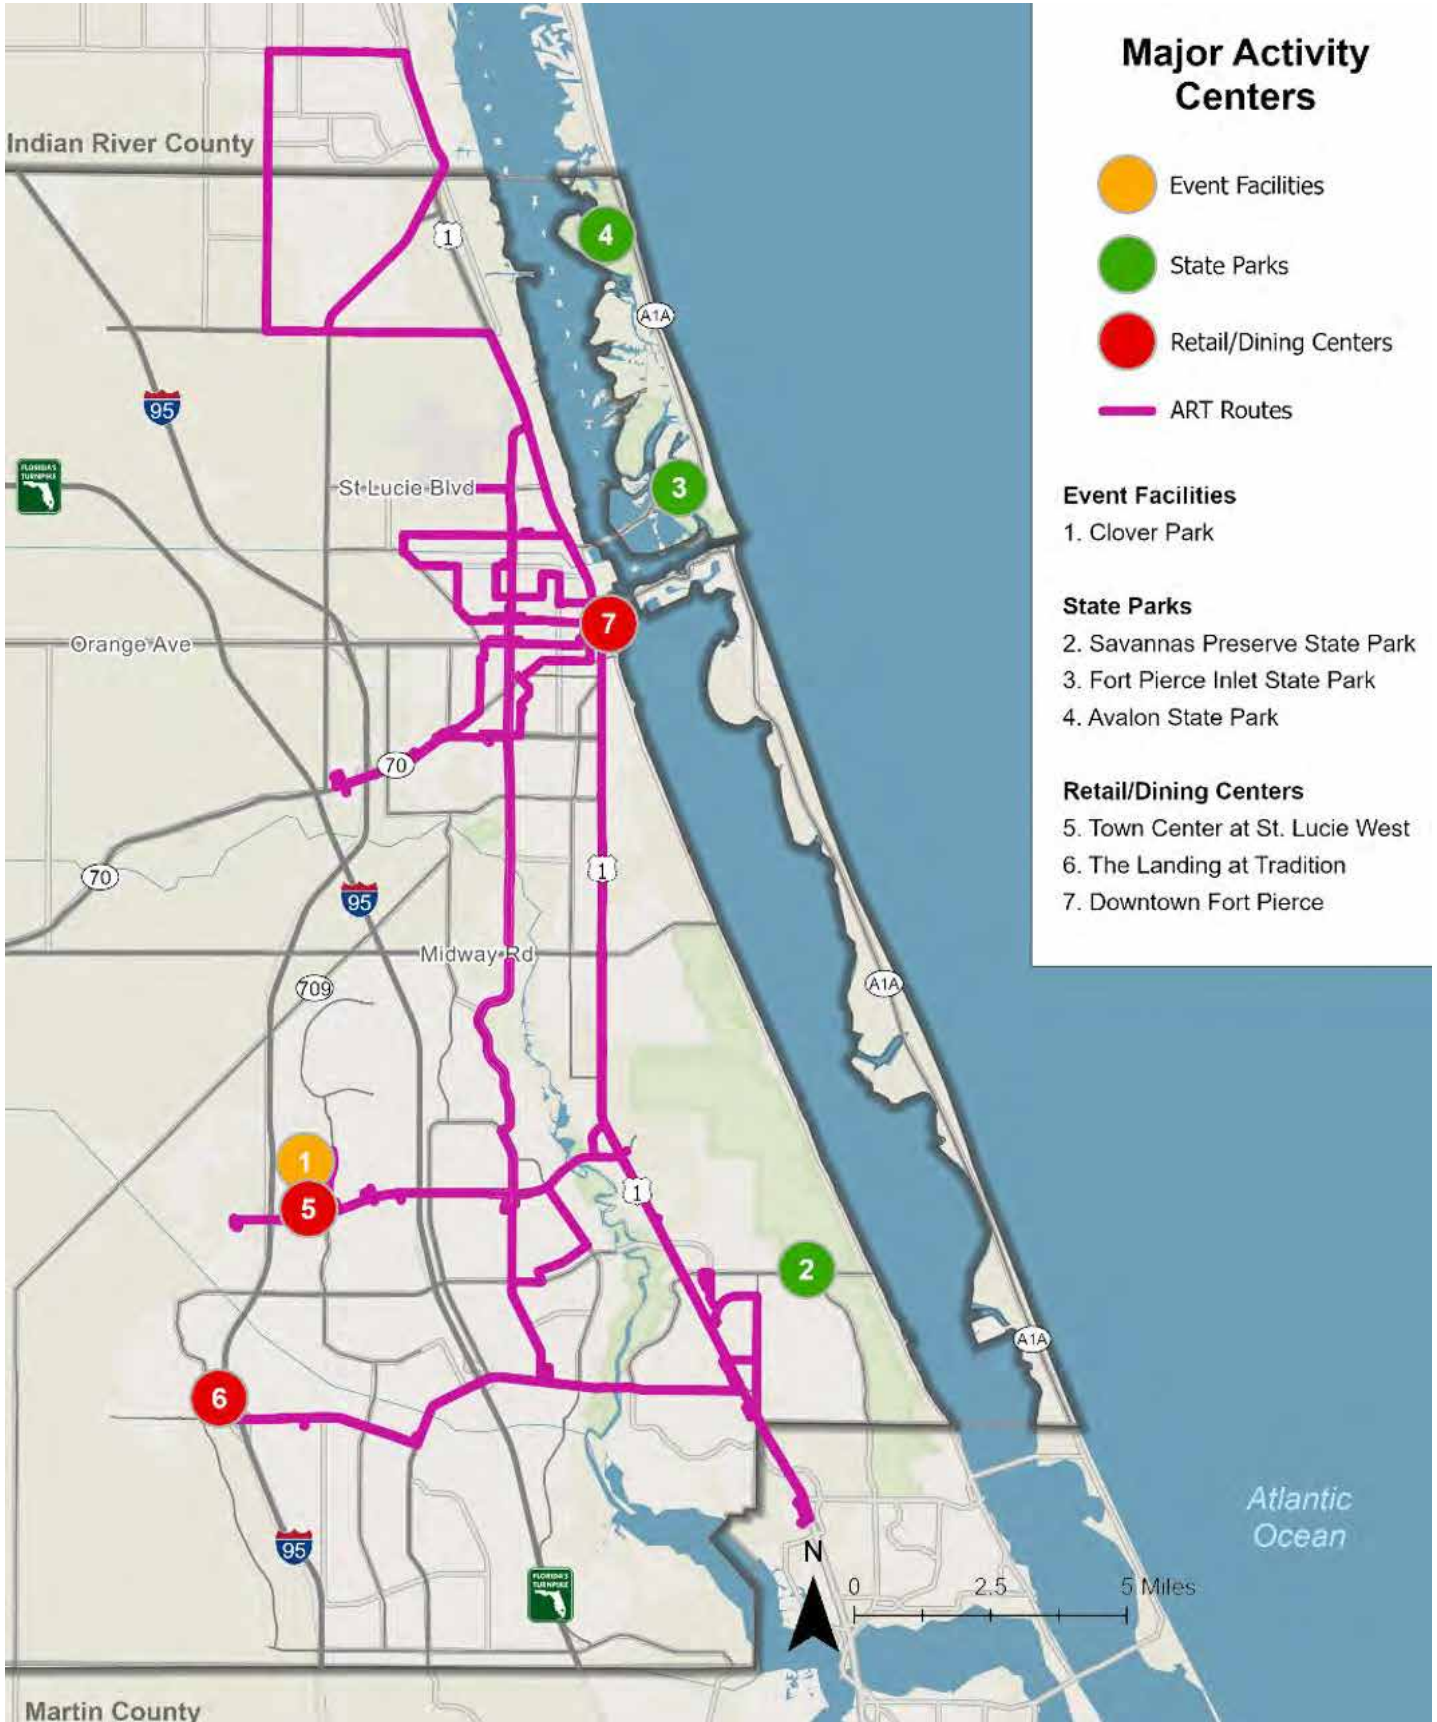 Major Activity
Centers
Event Facilities
State Parks
Retail/Dining Centers
ART Routes
Event Facilities
1. Clover Park
State Parks
2. Savannas Preserve State Park
3. Fort Pierce Inlet State Park
4. Avalon State Park
Retail/Dining Centers
5. Town Center at St. Lucie West
6. The Landing at Tradition
7. Downtown Fort Pierce
Indian River County
1
4
A1A
95
FLORIDA'S
TURNPIKE
St Lucie Blvd
3
7
Orange Ave
70
1
70
95
Midway Rd
709
A1A
1
5
1
2
A1A
6
Atlantic
Ocean
95
N
FLORIDA'S
TURNPIKE
0 2.5 5 Miles
Martin County